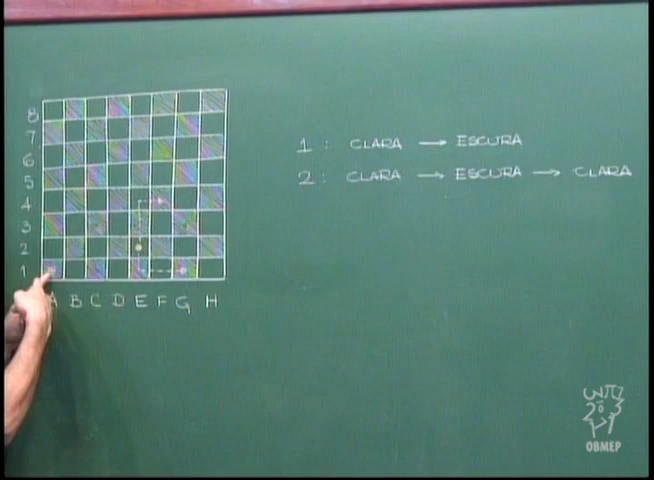 8
7
6
5
4
3
2
1
A B C D E F G H
1 : CLARA → ESCURA
2 : CLARA → ESCURA → CLARA
OBMEP